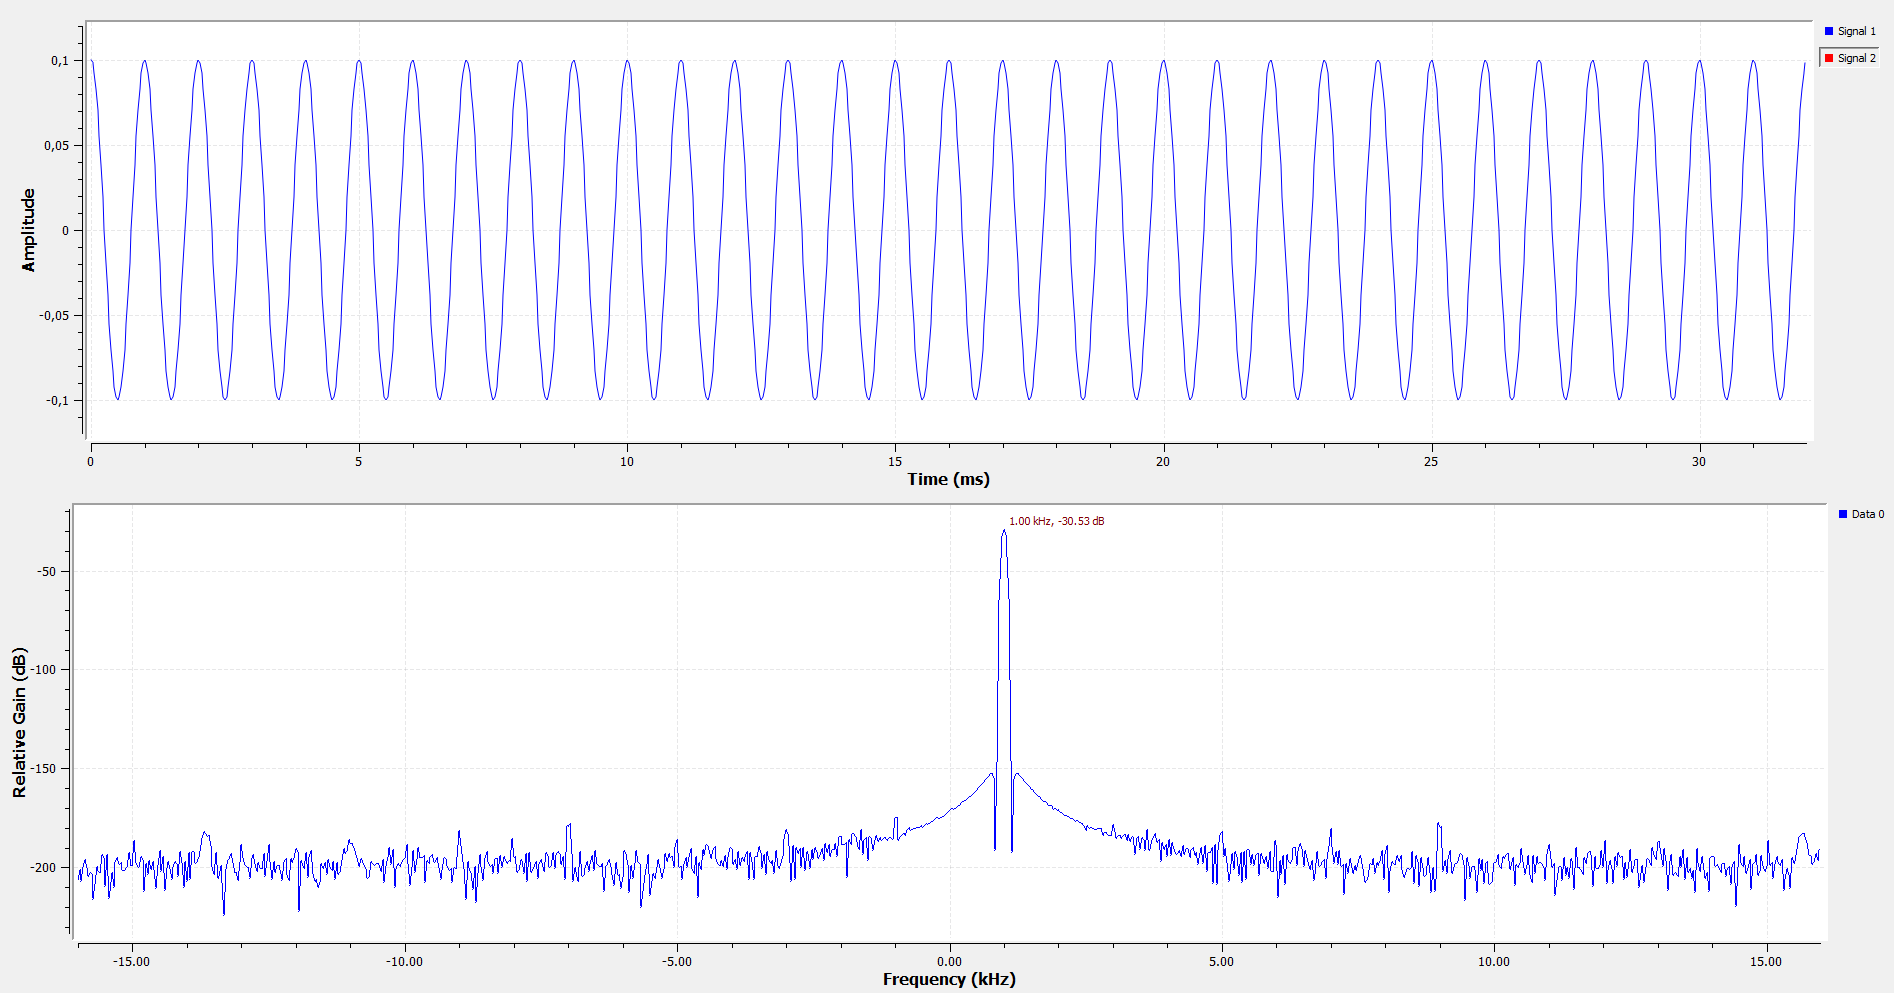 Signal 1
Signal 2
Amplitude
0,1
0,05
0
-0,05
-0,1
0 5 10 15 20 25 30
Time (ms)
1.00 kHz, -30.53 dB
Data 0
Relative Gain (dB)
-50
-100
-150
-200
-15.00 -10.00 -5.00 0.00 5.00 10.00 15.00
Frequency (kHz)